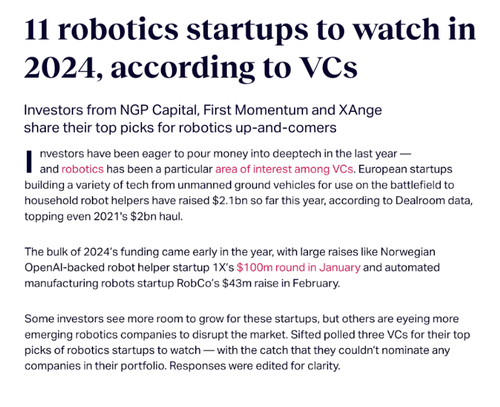 11 robotics startups to watch in
2024, according to VCs
Investors from NGP Capital, First Momentum and XAnge
share their top picks for robotics up-and-comers
Investors have been eager to pour money into deeptech in the last year —
and robotics has been a particular area of interest among VCs. European startups
building a variety of tech from unmanned ground vehicles for use on the battlefield to
household robot helpers have raised $2.1bn so far this year, according to Dealroom data,
topping even 2021's $2bn haul.
The bulk of 2024's funding came early in the year, with large raises like Norwegian
OpenAI-backed robot helper startup 1X's $100m round in January and automated
manufacturing robots startup RobCo's $43m raise in February.
Some investors see more room to grow for these startups, but others are eyeing more
emerging robotics companies to disrupt the market. Sifted polled three VCs for their top
picks of robotics startups to watch — with the catch that they couldn't nominate any
companies in their portfolio. Responses were edited for clarity.